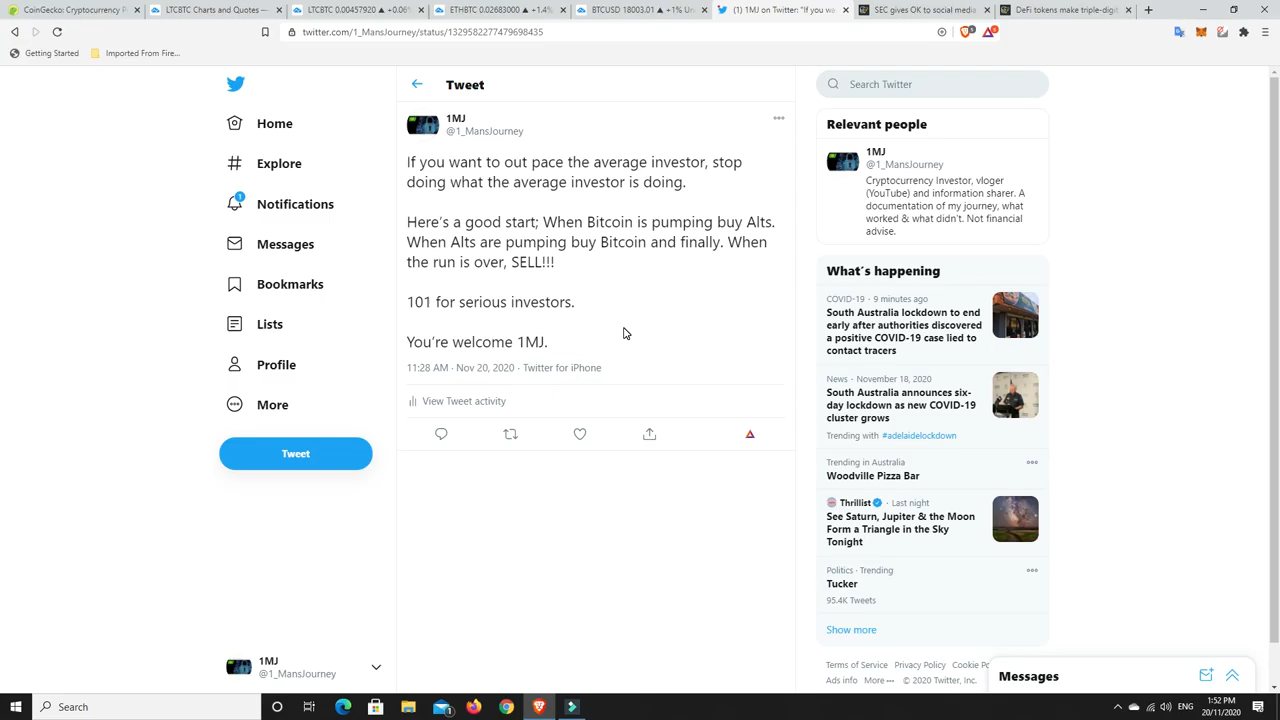 CoinGecko: Cryptocurrency P
LTCBTC Charts and Quotes —
LTCBTC 0.00457920 ▲ +0.06
ETHBTC 0.02683000 ▲ +1.4%
BTCUSD 18003.01 ▲ +1% Un
(1) 1MJ on Twitter: "If you wa
SEC gives OK to social media
DeFi tokens make triple-digit
twitter.com/1_MansJourney/status/1329582277479698435
Getting Started
Imported From Fire...
Home
Explore
1
Notifications
Messages
Bookmarks
Lists
Profile
More
Tweet
1MJ
@1_MansJourney
Tweet
1MJ
@1_MansJourney
If you want to out pace the average investor, stop
doing what the average investor is doing.
Here's a good start; When Bitcoin is pumping buy Alts.
When Alts are pumping buy Bitcoin and finally. When
the run is over, SELL!!!
101 for serious investors.
You're welcome 1MJ.
11:28 AM · Nov 20, 2020 · Twitter for iPhone
View Tweet activity
Search Twitter
Relevant people
1MJ
@1_MansJourney
Cryptocurrency Investor, vloger
(YouTube) and information sharer. A
documentation of my journey, what
worked & what didn't. Not financial
advise.
What's happening
COVID-19 · 9 minutes ago
South Australia lockdown to end
early after authorities discovered
a positive COVID-19 case lied to
contact tracers
News · November 18, 2020
South Australia announces six-
day lockdown as new COVID-19
cluster grows
Trending with #adelaidelockdown
Trending in Australia
Woodville Pizza Bar
Thrillist · Last night
See Saturn, Jupiter & the Moon
Form a Triangle in the Sky
Tonight
Politics · Trending
Tucker
95.4K Tweets
Show more
Terms of Service Privacy Policy Cookie Po
Ads info More ··· © 2020 Twitter, Inc.
Messages
Search
ENG
1:52 PM
20/11/2020